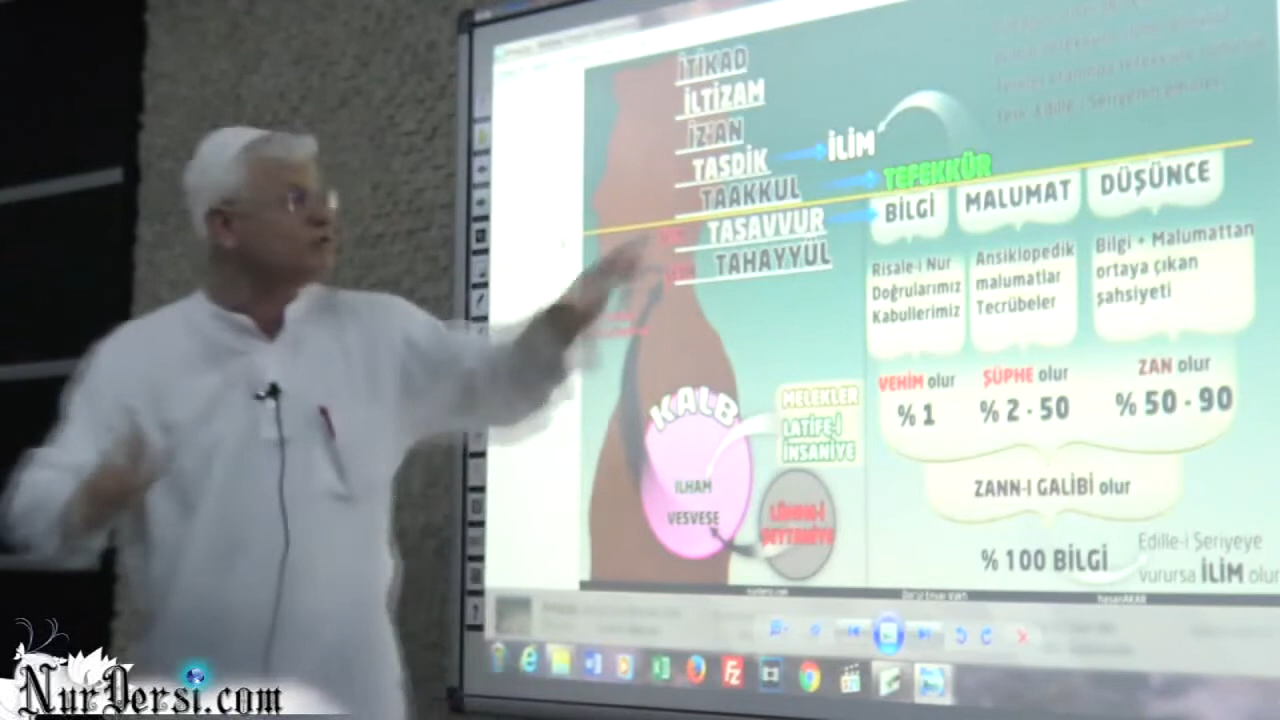 İTİKAD
İLTİZAM
İZ'AN
TASDİK
TAAKKUL
TASAVVUR
TAHAYYÜL
İLİM
TEFEKKÜR
BİLGİ
MALUMAT
DÜŞÜNCE
Risale-i Nur
Doğrularımız
Kabullerimiz
Ansiklopedik
malumatlar
Tecrübeler
Bilgi + Malumattan
ortaya çıkan
şahsiyeti
VEHİM olur
% 1
ŞÜPHE olur
% 2 - 50
ZAN olur
% 50 - 90
ZANN-I GALİBİ olur
% 100 BİLGİ
Edille-i Şeriyeye
vurursa İLİM olur
KALB
İLHAM
VESVESE
MELEKLER
LATİFE-İ
İNSANİYE
NurDersi.com